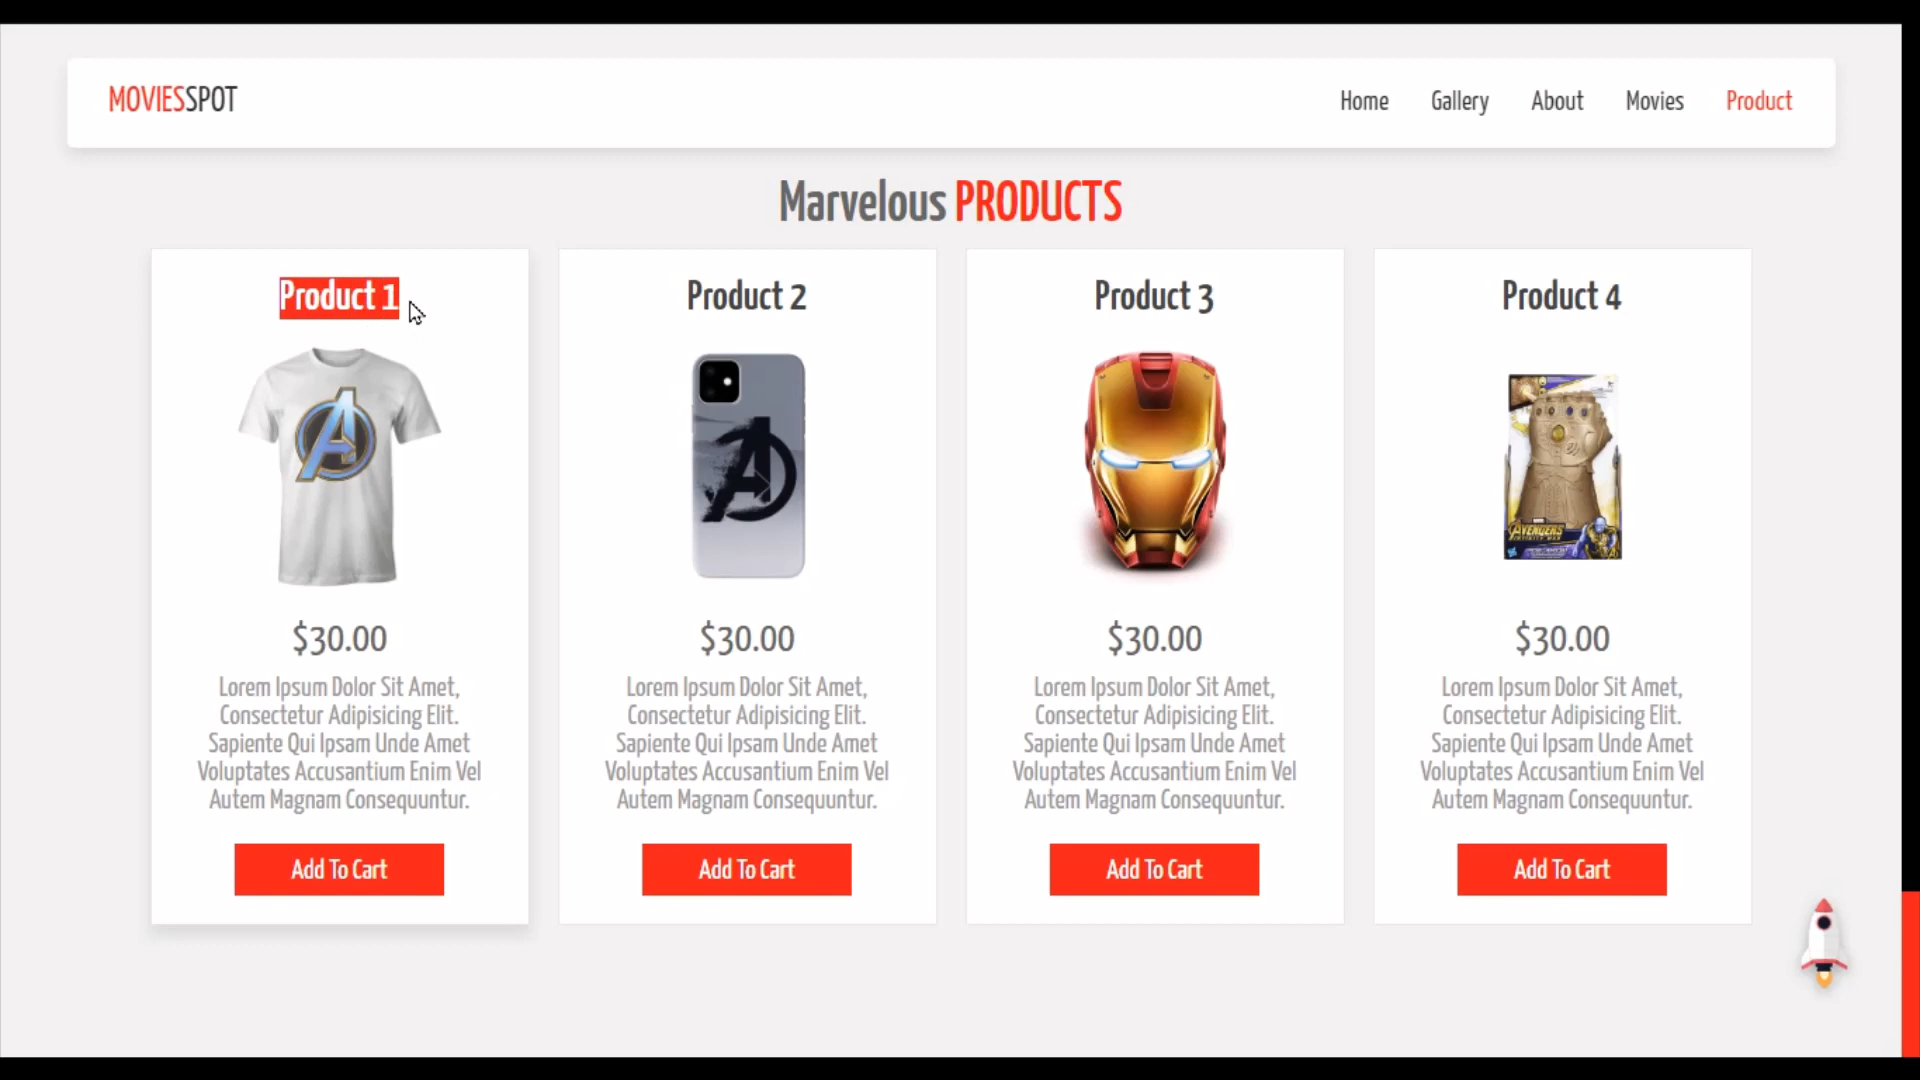 MOVIESSPOT
Home Gallery About Movies Product
Marvelous PRODUCTS
Product 1
$30.00
Lorem Ipsum Dolor Sit Amet,
Consectetur Adipisicing Elit.
Sapiente Qui Ipsam Unde Amet
Voluptates Accusantium Enim Vel
Autem Magnam Consequuntur.
Add To Cart
Product 2
$30.00
Lorem Ipsum Dolor Sit Amet,
Consectetur Adipisicing Elit.
Sapiente Qui Ipsam Unde Amet
Voluptates Accusantium Enim Vel
Autem Magnam Consequuntur.
Add To Cart
Product 3
$30.00
Lorem Ipsum Dolor Sit Amet,
Consectetur Adipisicing Elit.
Sapiente Qui Ipsam Unde Amet
Voluptates Accusantium Enim Vel
Autem Magnam Consequuntur.
Add To Cart
Product 4
AVENGERS
INFINITY WAR
$30.00
Lorem Ipsum Dolor Sit Amet,
Consectetur Adipisicing Elit.
Sapiente Qui Ipsam Unde Amet
Voluptates Accusantium Enim Vel
Autem Magnam Consequuntur.
Add To Cart